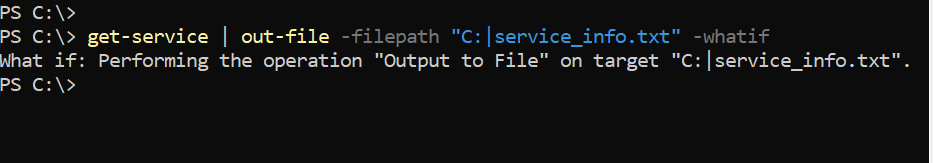 PS C:\>
PS C:\> get-service | out-file -filepath "C:|service_info.txt" -whatif
What if: Performing the operation "Output to File" on target "C:|service_info.txt".
PS C:\>